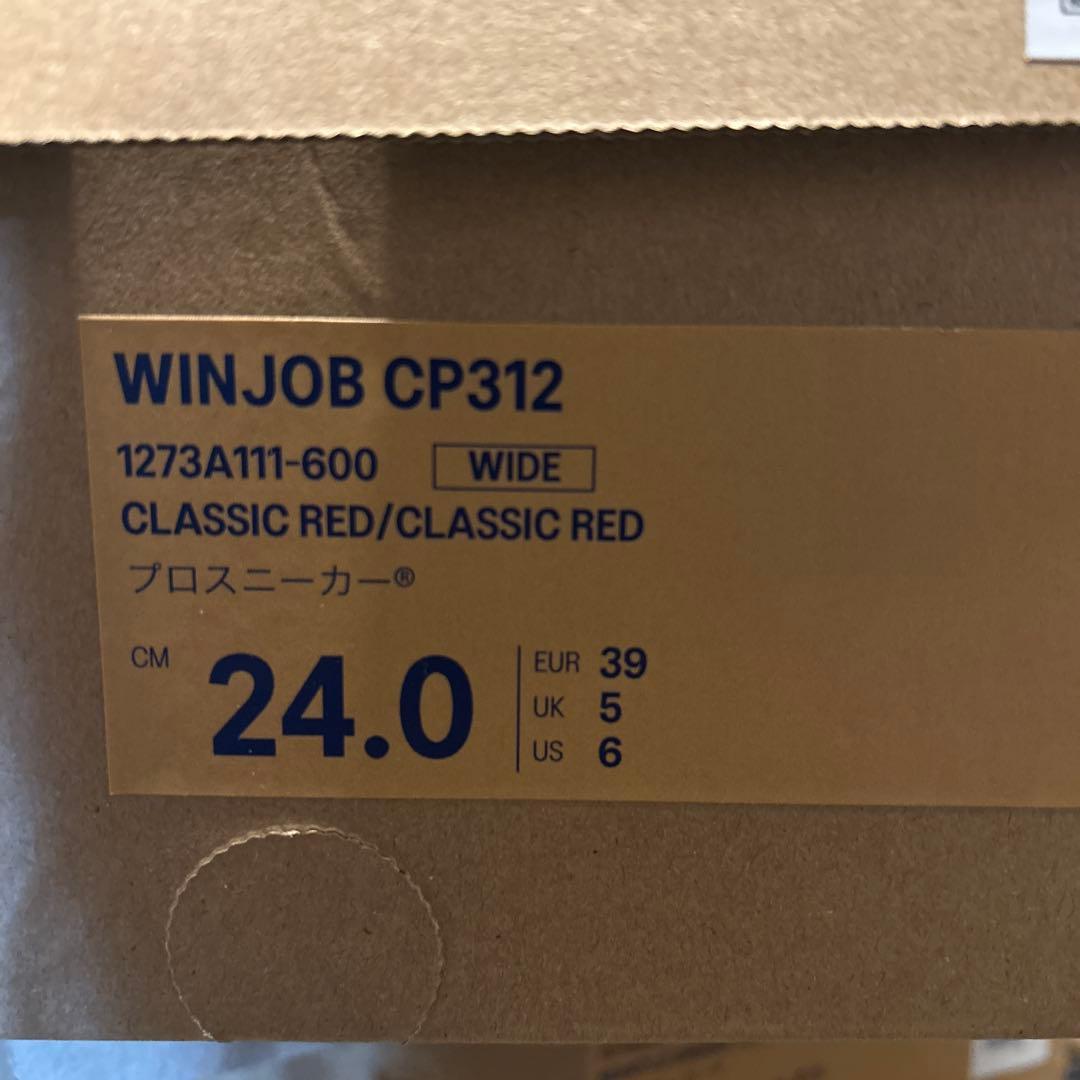 WINJOB CP312
1273A111-600 WIDE
CLASSIC RED/CLASSIC RED
プロスニーカー®
CM 24.0
EUR 39
UK 5
US 6